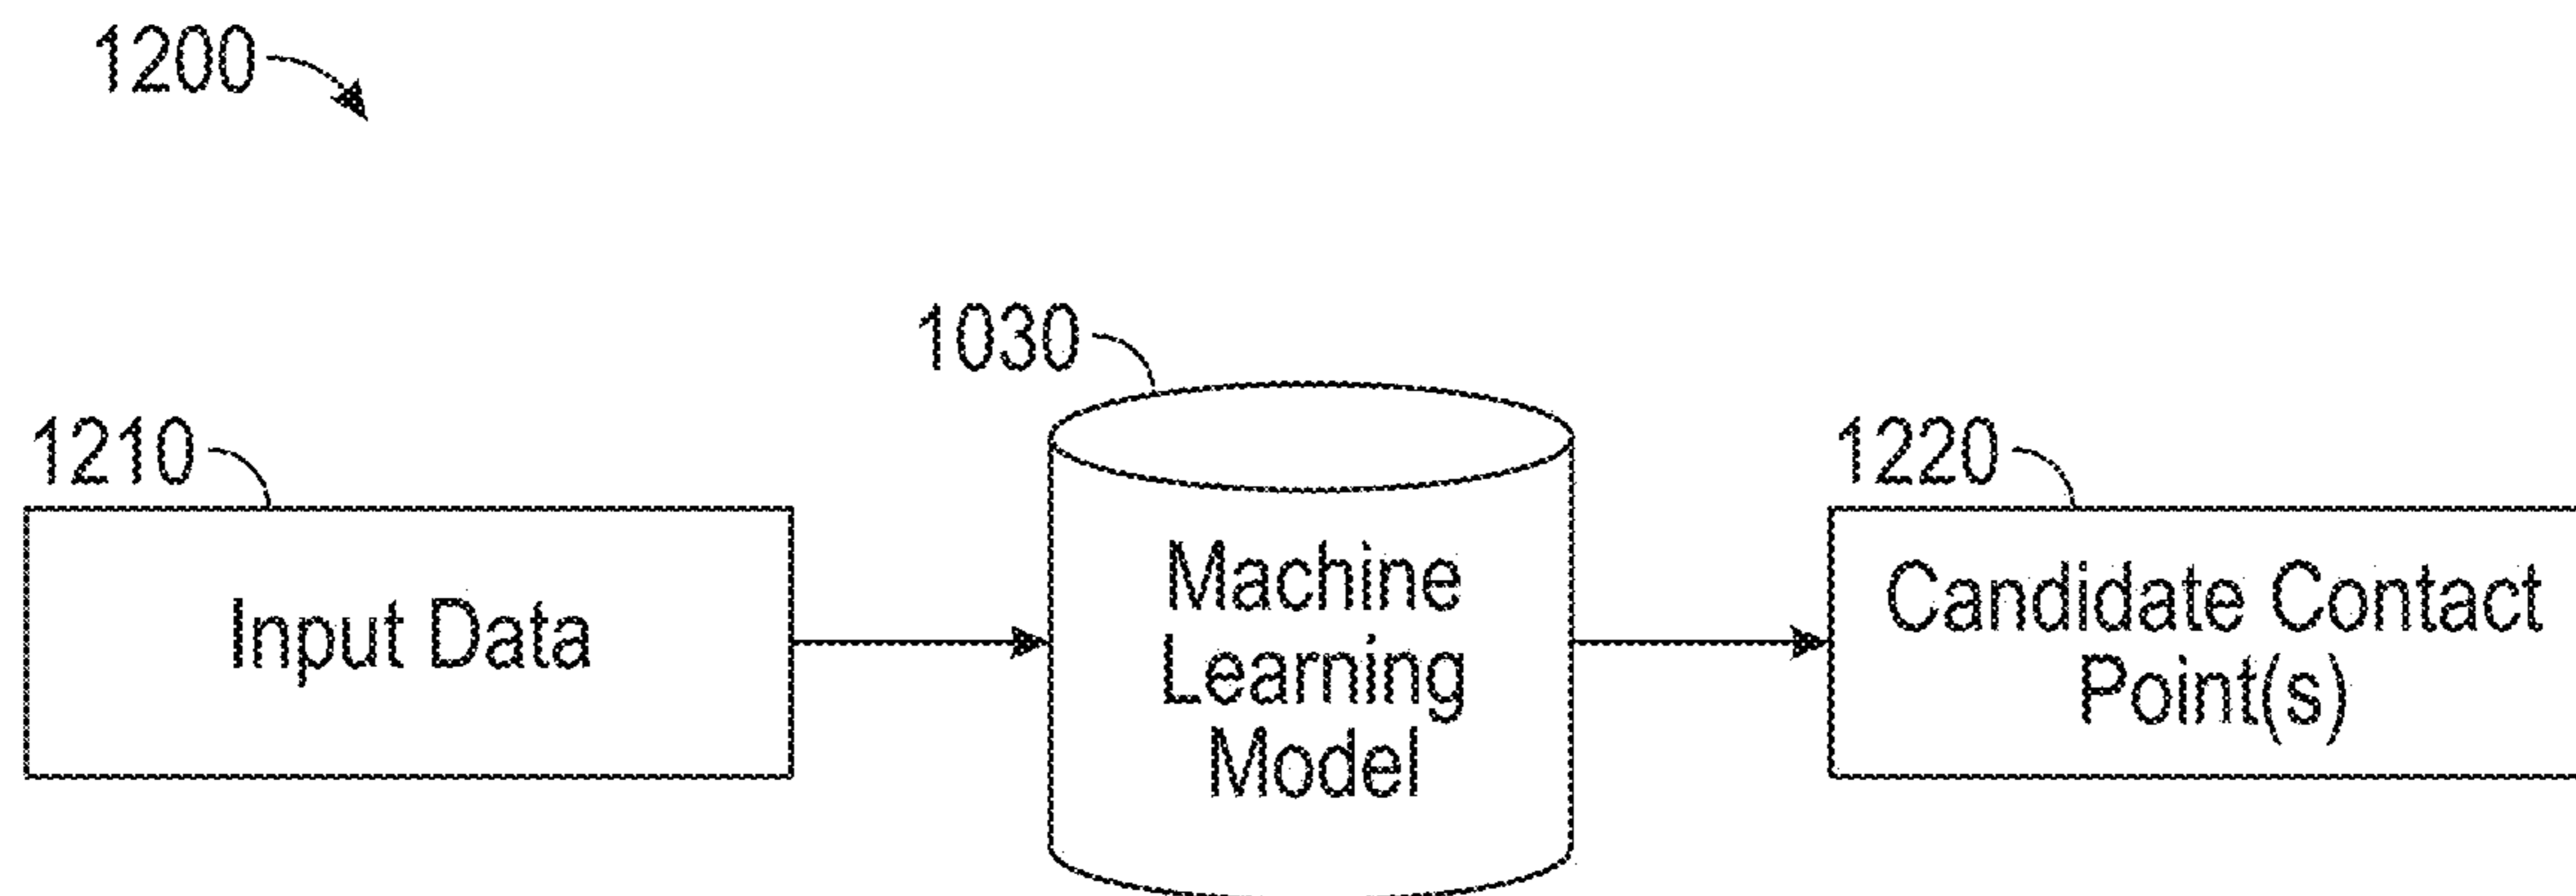 1200
1030
1210
1220
Input Data
Machine
Learning
Model
Candidate Contact
Point(s)